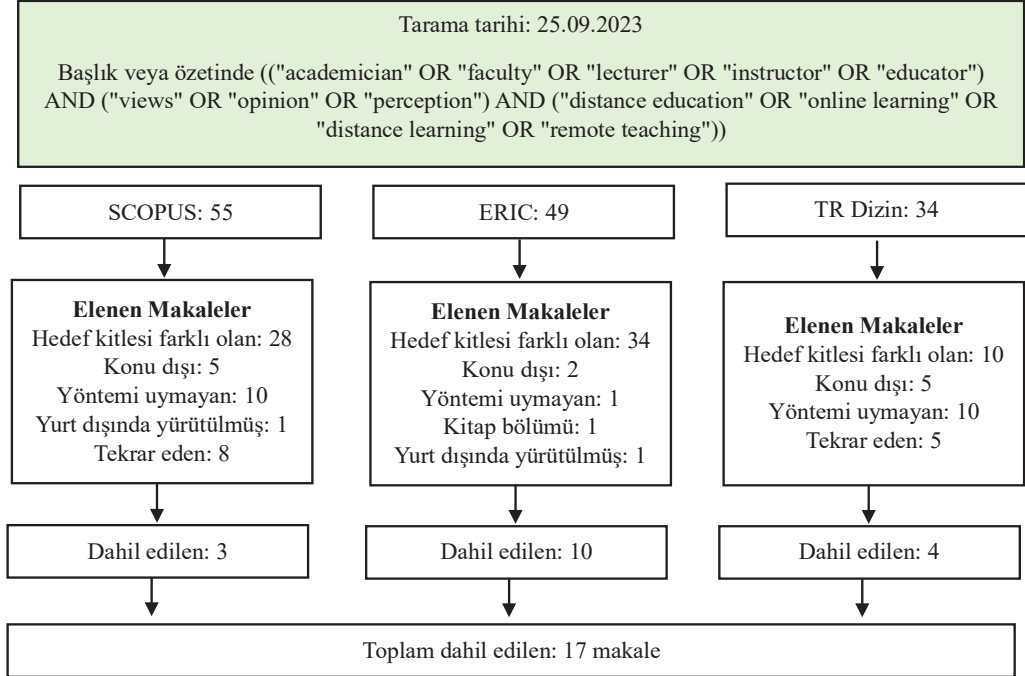 Tarama tarihi: 25.09.2023
Başlık veya özetinde (("academician" OR "faculty" OR "lecturer" OR "instructor" OR "educator")
AND ("views" OR "opinion" OR "perception") AND ("distance education" OR "online learning" OR
"distance learning" OR "remote teaching"))
SCOPUS: 55
ERIC: 49
TR Dizin: 34
Elenen Makaleler
Hedef kitlesi farklı olan: 28
Konu dışı: 5
Yöntemi uymayan: 10
Yurt dışında yürütülmüş: 1
Tekrar eden: 8
Elenen Makaleler
Hedef kitlesi farklı olan: 34
Konu dışı: 2
Yöntemi uymayan: 1
Kitap bölümü: 1
Yurt dışında yürütülmüş: 1
Elenen Makaleler
Hedef kitlesi farklı olan: 10
Konu dışı: 5
Yöntemi uymayan: 10
Tekrar eden: 5
Dahil edilen: 3
Dahil edilen: 10
Dahil edilen: 4
Toplam dahil edilen: 17 makale